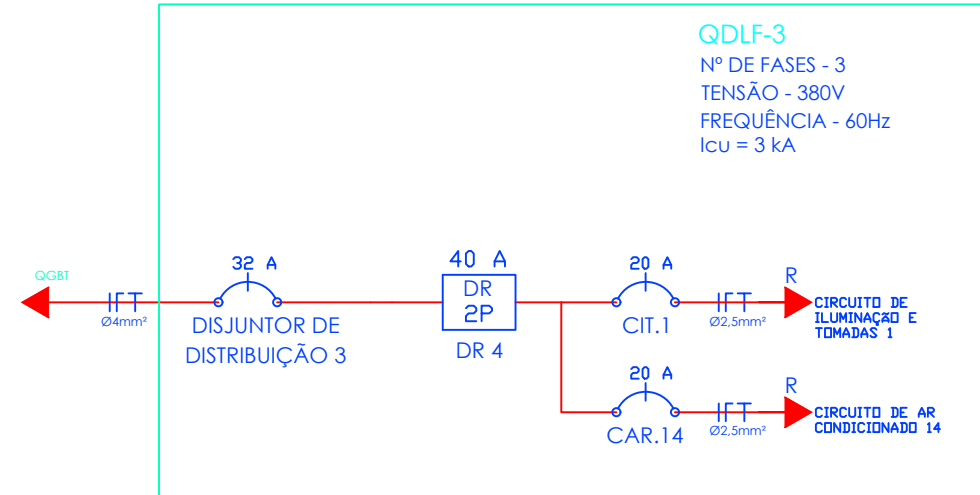 QDLF-3
Nº DE FASES - 3
TENSÃO - 380V
FREQUÊNCIA - 60Hz
Icu = 3 kA
QGBT
Ø4mm²
32 A
DISJUNTOR DE
DISTRIBUIÇÃO 3
40 A
DR
2P
DR 4
20 A
CIT.1
Ø2,5mm²
R
CIRCUITO DE
ILUMINAÇÃO E
TOMADAS 1
20 A
CAR.14
Ø2,5mm²
R
CIRCUITO DE AR
CONDICIONADO 14